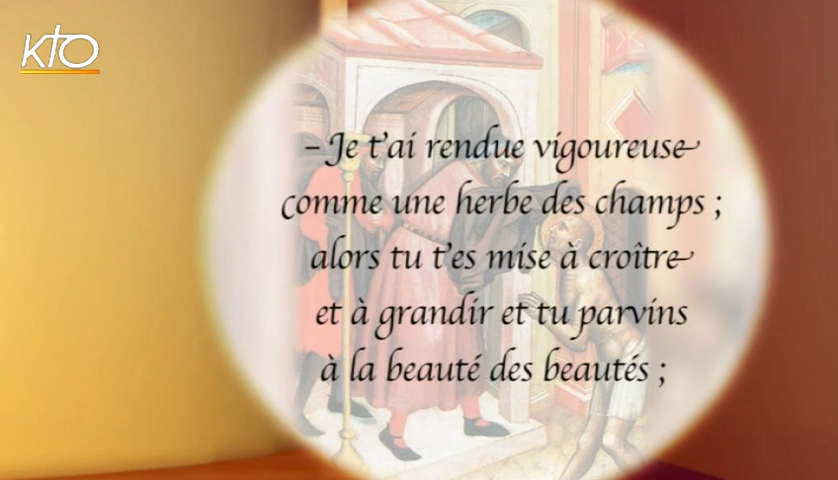 KTO
– Je t'ai rendue vigoureuse
comme une herbe des champs ;
alors tu t'es mise à croître
et à grandir et tu parvins
à la beauté des beautés ;